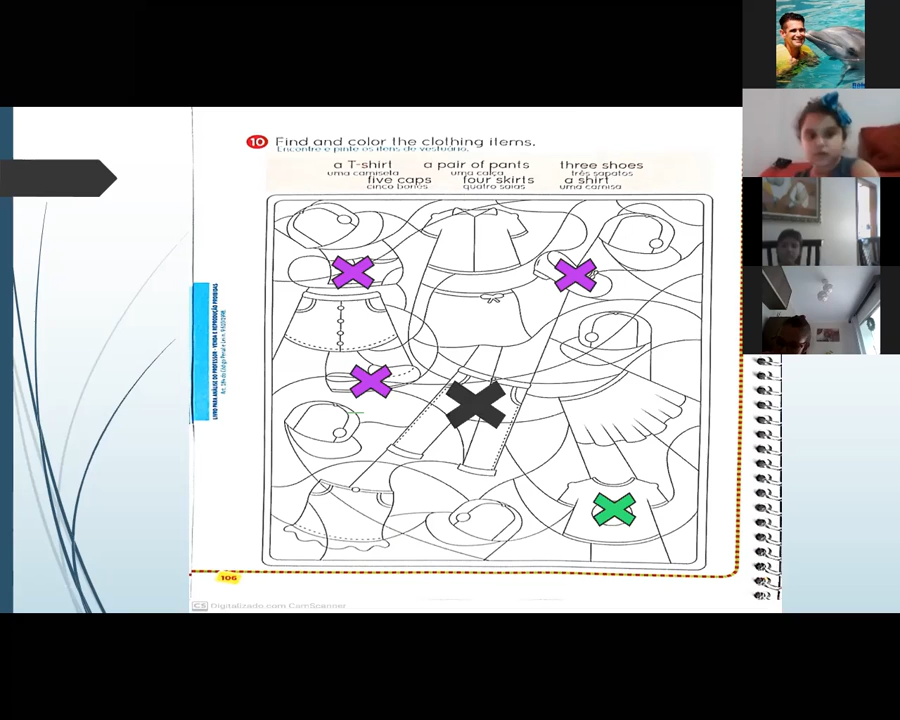 10 Find and color the clothing items.
Encontre e pinte os itens de vestuário.
a T-shirt a pair of pants three shoes
uma camiseta uma calça três sapatos
five caps four skirts a shirt
cinco bonés quatro saias uma camisa
LIVRO PARA ANÁLISE DO PROFESSOR - VENDA E REPRODUÇÃO PROIBIDAS
106
CS Digitalizado com CamScanner